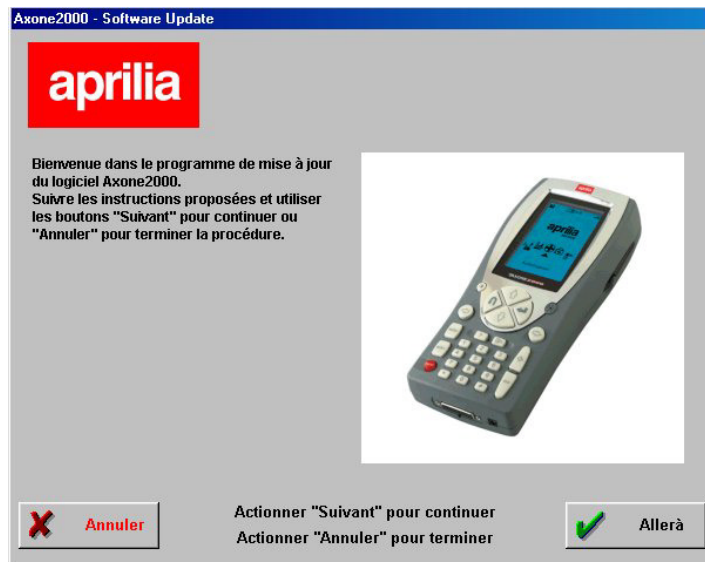 Axone2000 - Software Update
aprilia
Bienvenue dans le programme de mise à jour
du logiciel Axone2000.
Suivre les instructions proposées et utiliser
les boutons "Suivant" pour continuer ou
"Annuler" pour terminer la procédure.
aprilia
Annuler
Actionner "Suivant" pour continuer
Actionner "Annuler" pour terminer
Allerà